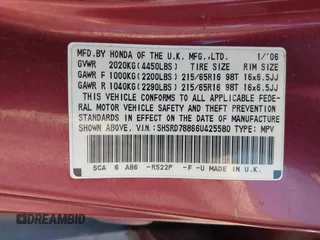 MFD.BY HONDA OF THE U.K. MFG.,LTD. 1/'06
GVWR 2020KG(4450LBS) TIRE SIZE RIM SIZE
GAWR F 1000KG(2200LBS) 215/65R16 98T 16x6.5JJ
GAWR R 1040KG(2290LBS) 215/65R16 98T 16x6.5JJ
THIS VEHICLE CONFORMS TO ALL APPLICABLE FEDE-
RAL MOTOR VEHICLE SAFETY AND THEFT PREVENTION
STANDARDS IN EFFECT ON THE DATE OF MANUFACTURE
SHOWN ABOVE. V.I.N.:SHSRD78866U425580 TYPE: MPV
SCA 6 A86 -R522P -F -U MADE IN U.K.
DREAMBID